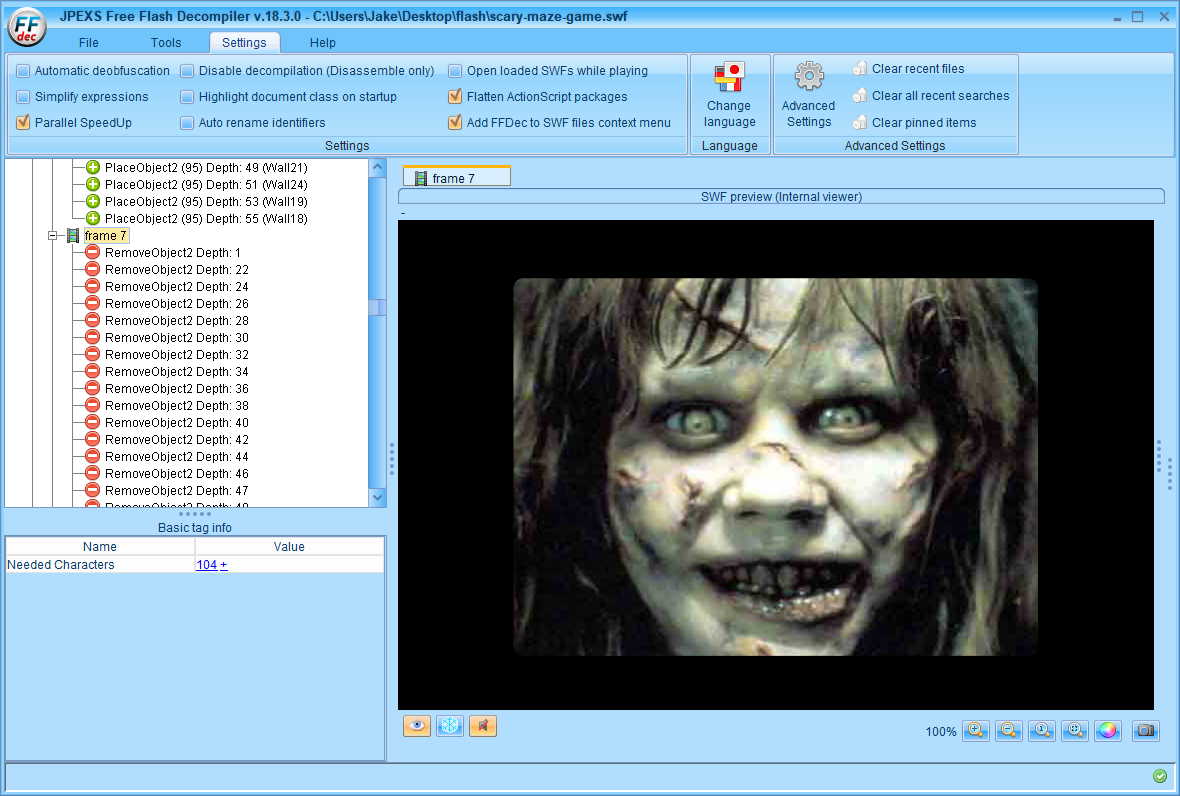 FF
dec
JPEXS Free Flash Decompiler v.18.3.0 - C:\Users\Jake\Desktop\flash\scary-maze-game.swf
File Tools Settings Help
Automatic deobfuscation
Simplify expressions
Parallel SpeedUp
Disable decompilation (Disassemble only)
Highlight document class on startup
Auto rename identifiers
Open loaded SWFs while playing
Flatten ActionScript packages
Add FFDec to SWF files context menu
Settings
Change
language
Language
Advanced
Settings
Clear recent files
Clear all recent searches
Clear pinned items
Advanced Settings
PlaceObject2 (95) Depth: 49 (Wall21)
PlaceObject2 (95) Depth: 51 (Wall24)
PlaceObject2 (95) Depth: 53 (Wall19)
PlaceObject2 (95) Depth: 55 (Wall18)
frame 7
RemoveObject2 Depth: 1
RemoveObject2 Depth: 22
RemoveObject2 Depth: 24
RemoveObject2 Depth: 26
RemoveObject2 Depth: 28
RemoveObject2 Depth: 30
RemoveObject2 Depth: 32
RemoveObject2 Depth: 34
RemoveObject2 Depth: 36
RemoveObject2 Depth: 38
RemoveObject2 Depth: 40
RemoveObject2 Depth: 42
RemoveObject2 Depth: 44
RemoveObject2 Depth: 46
RemoveObject2 Depth: 47
Basic tag info
Name Value
Needed Characters 104 +
frame 7
SWF preview (Internal viewer)
-
100%